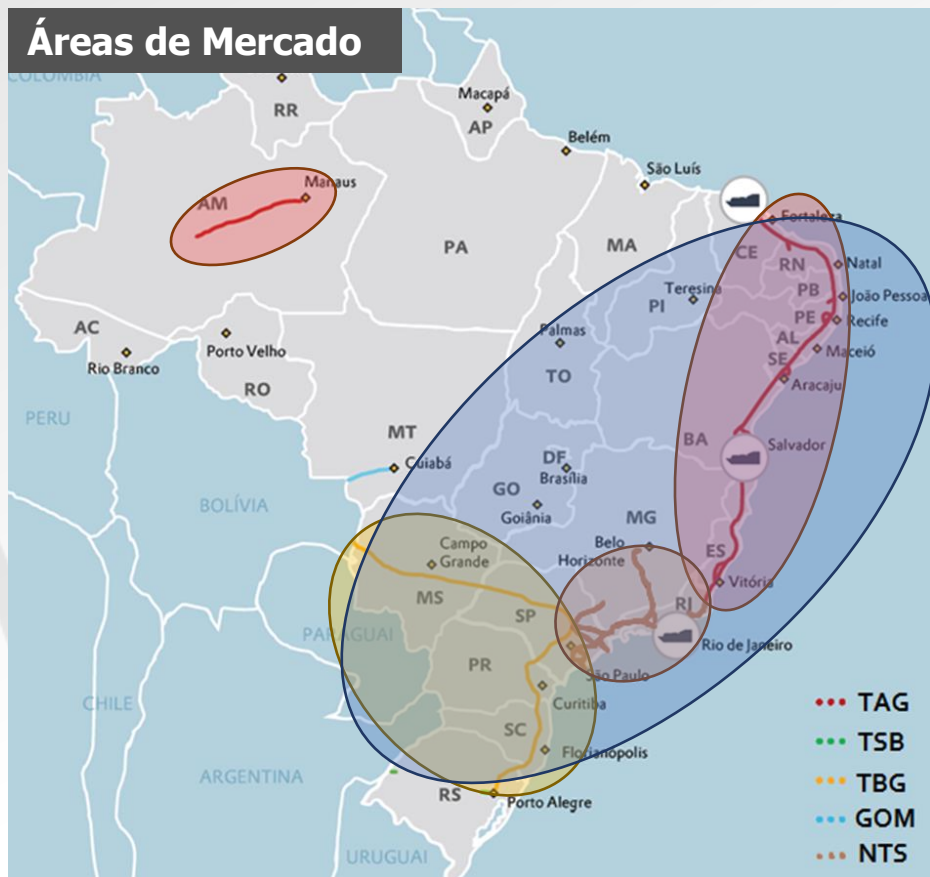 Áreas de Mercado
COLOMBIA
RR
Macapá
AP
Belém
São Luís
Manaus
AM
Fortaleza
PA
MA
CE
RN
Natal
Teresina
PI
PB
João Pessoa
PE
Recife
AC
Porto Velho
Palmas
AL
Maceió
Rio Branco
SE
RO
TO
Aracaju
PERU
MT
BA
Salvador
Cuiabá
DF
Brasília
BOLÍVIA
GO
Goiânia
MG
Campo
Grande
Belo
Horizonte
ES
Vitória
MS
SP
RJ
PARAGUAI
Rio de Janeiro
PR
São Paulo
CHILE
Curitiba
SC
Florianopolis
ARGENTINA
RS
Porto Alegre
URUGUAI
TAG
TSB
TBG
GOM
NTS